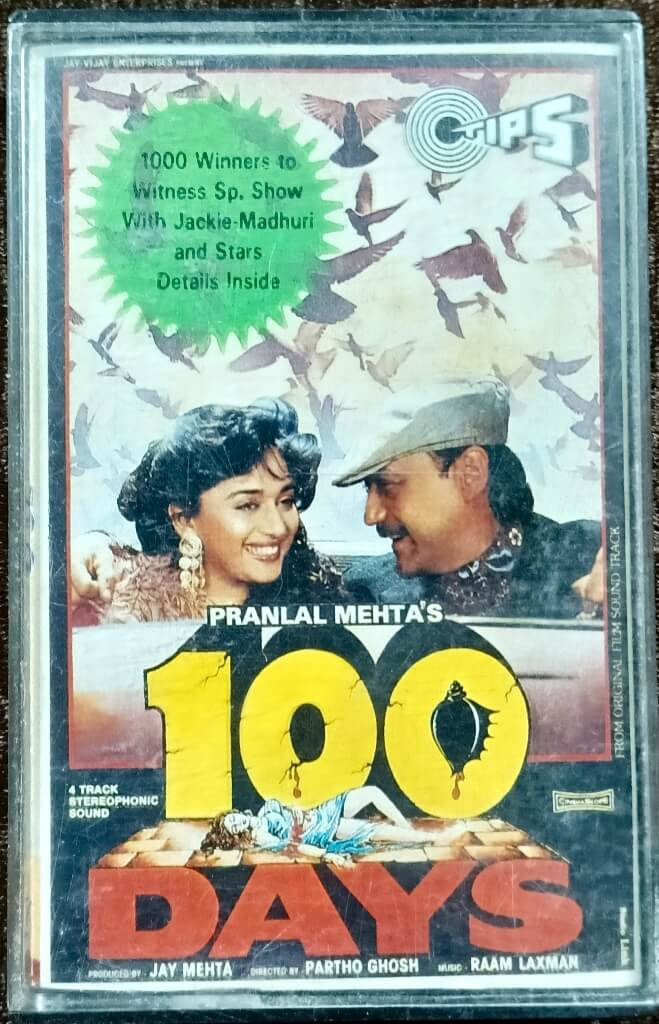 JAY VIJAY ENTERPRISES PRESENT
TIPS
1000 Winners to
Witness Sp. Show
With Jackie-Madhuri
and Stars
Details Inside
PRANLAL MEHTA'S
100
DAYS
4 TRACK
STEREOPHONIC
SOUND
CINEMASCOPE
FROM ORIGINAL FILM SOUND TRACK
PRODUCED BY - JAY MEHTA DIRECTED BY - PARTHO GHOSH MUSIC - RAAM LAXMAN